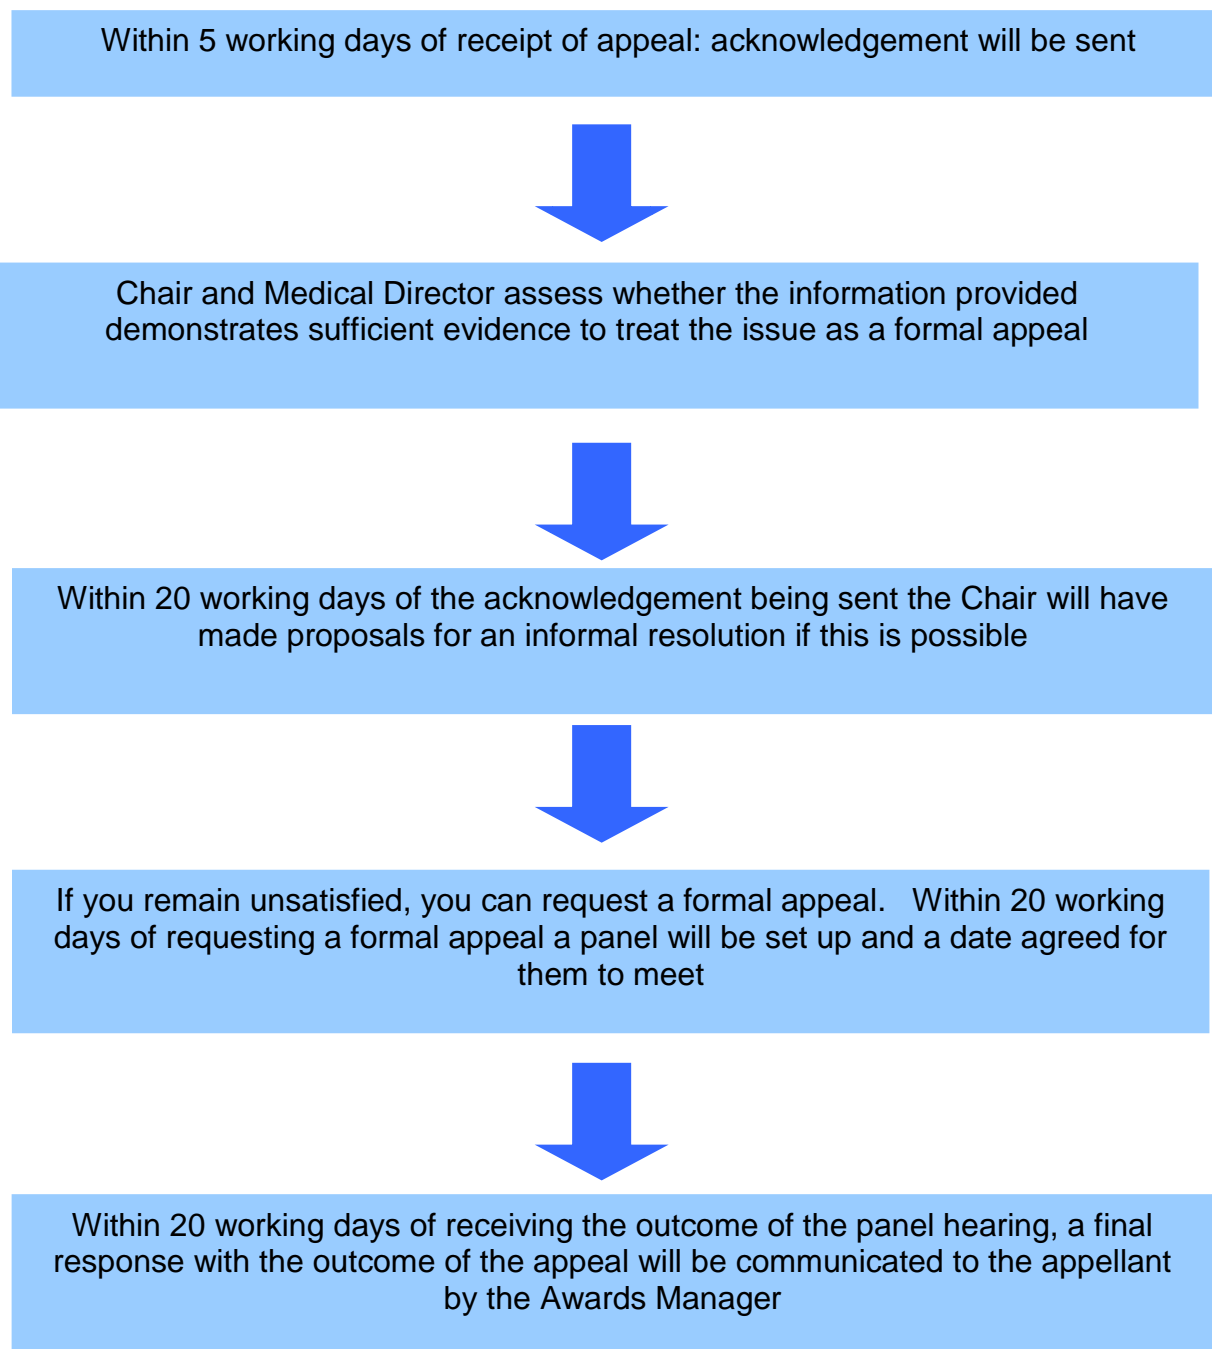 Within 5 working days of receipt of appeal: acknowledgement will be sent
Chair and Medical Director assess whether the information provided
demonstrates sufficient evidence to treat the issue as a formal appeal
Within 20 working days of the acknowledgement being sent the Chair will have
made proposals for an informal resolution if this is possible
If you remain unsatisfied, you can request a formal appeal.   Within 20 working
days of requesting a formal appeal a panel will be set up and a date agreed for
them to meet
Within 20 working days of receiving the outcome of the panel hearing, a final
response with the outcome of the appeal will be communicated to the appellant
by the Awards Manager